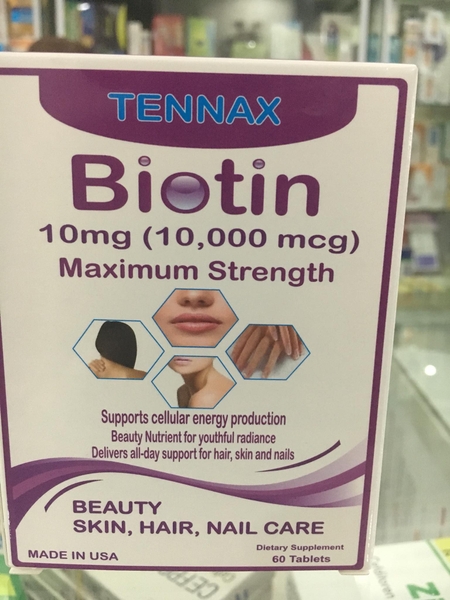 TENNAX
Biotin
10mg (10,000 mcg)
Maximum Strength
Supports cellular energy production
Beauty Nutrient for youthful radiance
Delivers all-day support for hair, skin and nails
BEAUTY
SKIN, HAIR, NAIL CARE
MADE IN USA
Dietary Supplement
60 Tablets